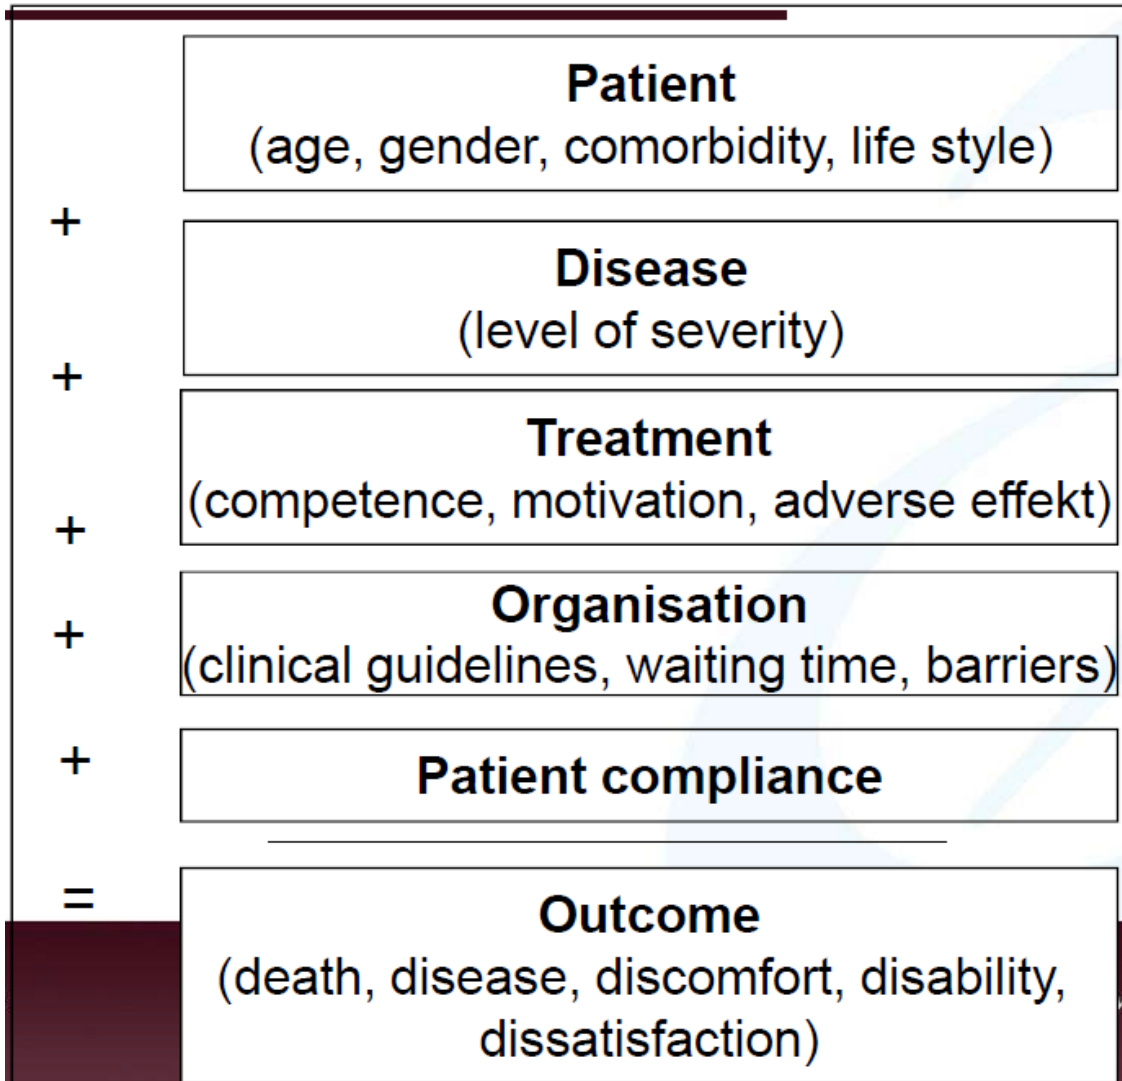 Patient
(age, gender, comorbidity, life style)
+
Disease
(level of severity)
+
Treatment
(competence, motivation, adverse effekt)
+
Organisation
(clinical guidelines, waiting time, barriers)
+
Patient compliance
+
=
Outcome
(death, disease, discomfort, disability,
dissatisfaction)